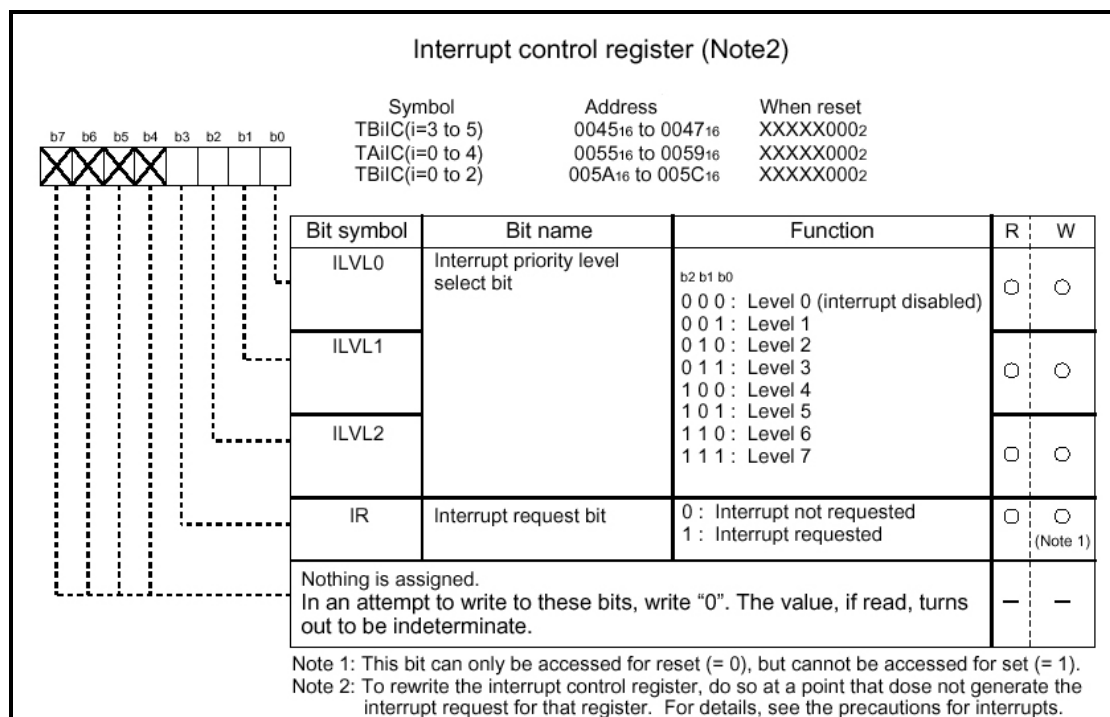 Interrupt control register (Note2)
Symbol Address When reset
TBiIC(i=3 to 5) 004516 to 004716 XXXXX0002
TAiIC(i=0 to 4) 005516 to 005916 XXXXX0002
TBiIC(i=0 to 2) 005A16 to 005C16 XXXXX0002
b7 b6 b5 b4 b3 b2 b1 b0
Bit symbol Bit name Function R W
ILVL0 Interrupt priority level
select bit
b2 b1 b0
0 0 0 : Level 0 (interrupt disabled)
0 0 1 : Level 1
0 1 0 : Level 2
0 1 1 : Level 3
1 0 0 : Level 4
1 0 1 : Level 5
1 1 0 : Level 6
1 1 1 : Level 7
ILVL1
ILVL2
IR Interrupt request bit 0 : Interrupt not requested
1 : Interrupt requested
(Note 1)
Nothing is assigned.
In an attempt to write to these bits, write “0”. The value, if read, turns
out to be indeterminate.
Note 1: This bit can only be accessed for reset (= 0), but cannot be accessed for set (= 1).
Note 2: To rewrite the interrupt control register, do so at a point that dose not generate the
interrupt request for that register. For details, see the precautions for interrupts.